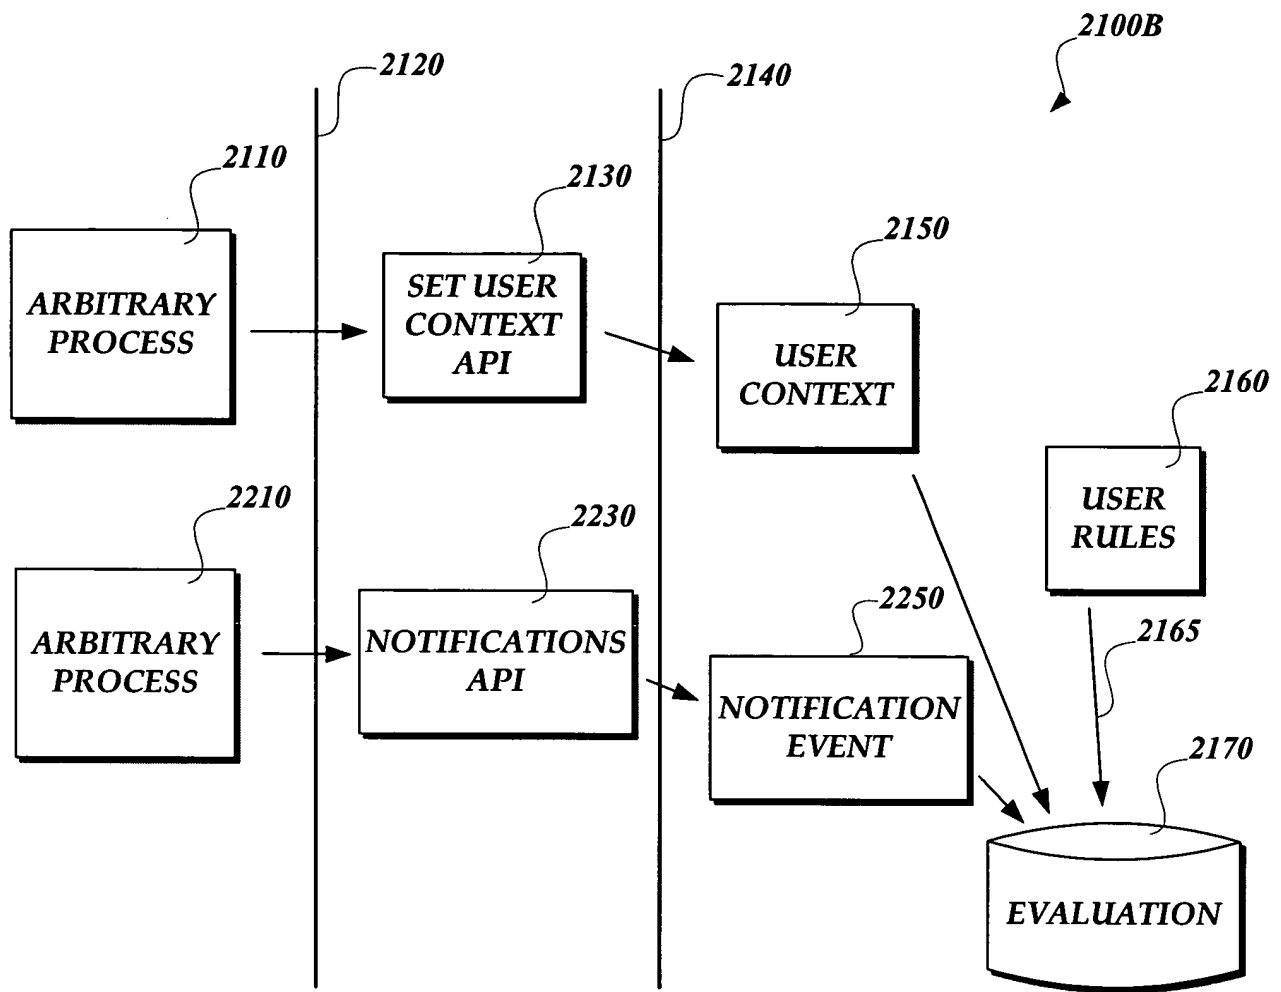 2100B
2120
2140
2110
2130
2150
ARBITRARY
PROCESS
SET USER
CONTEXT
API
USER
CONTEXT
2160
USER
RULES
2210
2230
2250
2165
ARBITRARY
PROCESS
NOTIFICATIONS
API
NOTIFICATION
EVENT
2170
EVALUATION